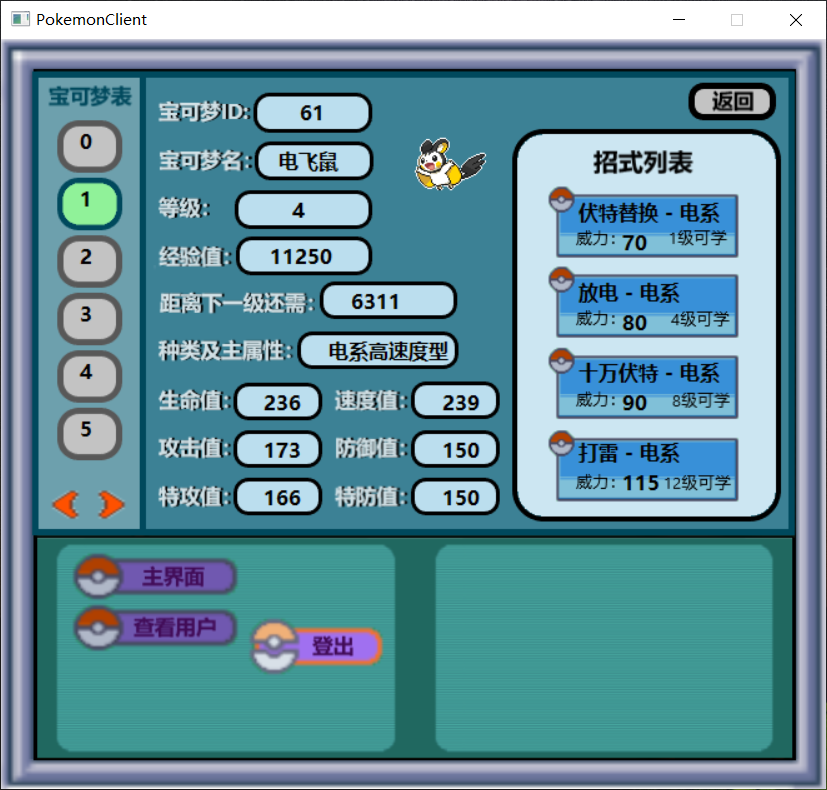 PokemonClient
宝可梦表
0
1
2
3
4
5
宝可梦ID: 61
宝可梦名: 电飞鼠
等级: 4
经验值: 11250
距离下一级还需: 6311
种类及主属性: 电系高速度型
生命值: 236 速度值: 239
攻击值: 173 防御值: 150
特攻值: 166 特防值: 150
返回
招式列表
伏特替换 - 电系
威力: 70 1级可学
放电 - 电系
威力: 80 4级可学
十万伏特 - 电系
威力: 90 8级可学
打雷 - 电系
威力: 115 12级可学
主界面
查看用户
登出